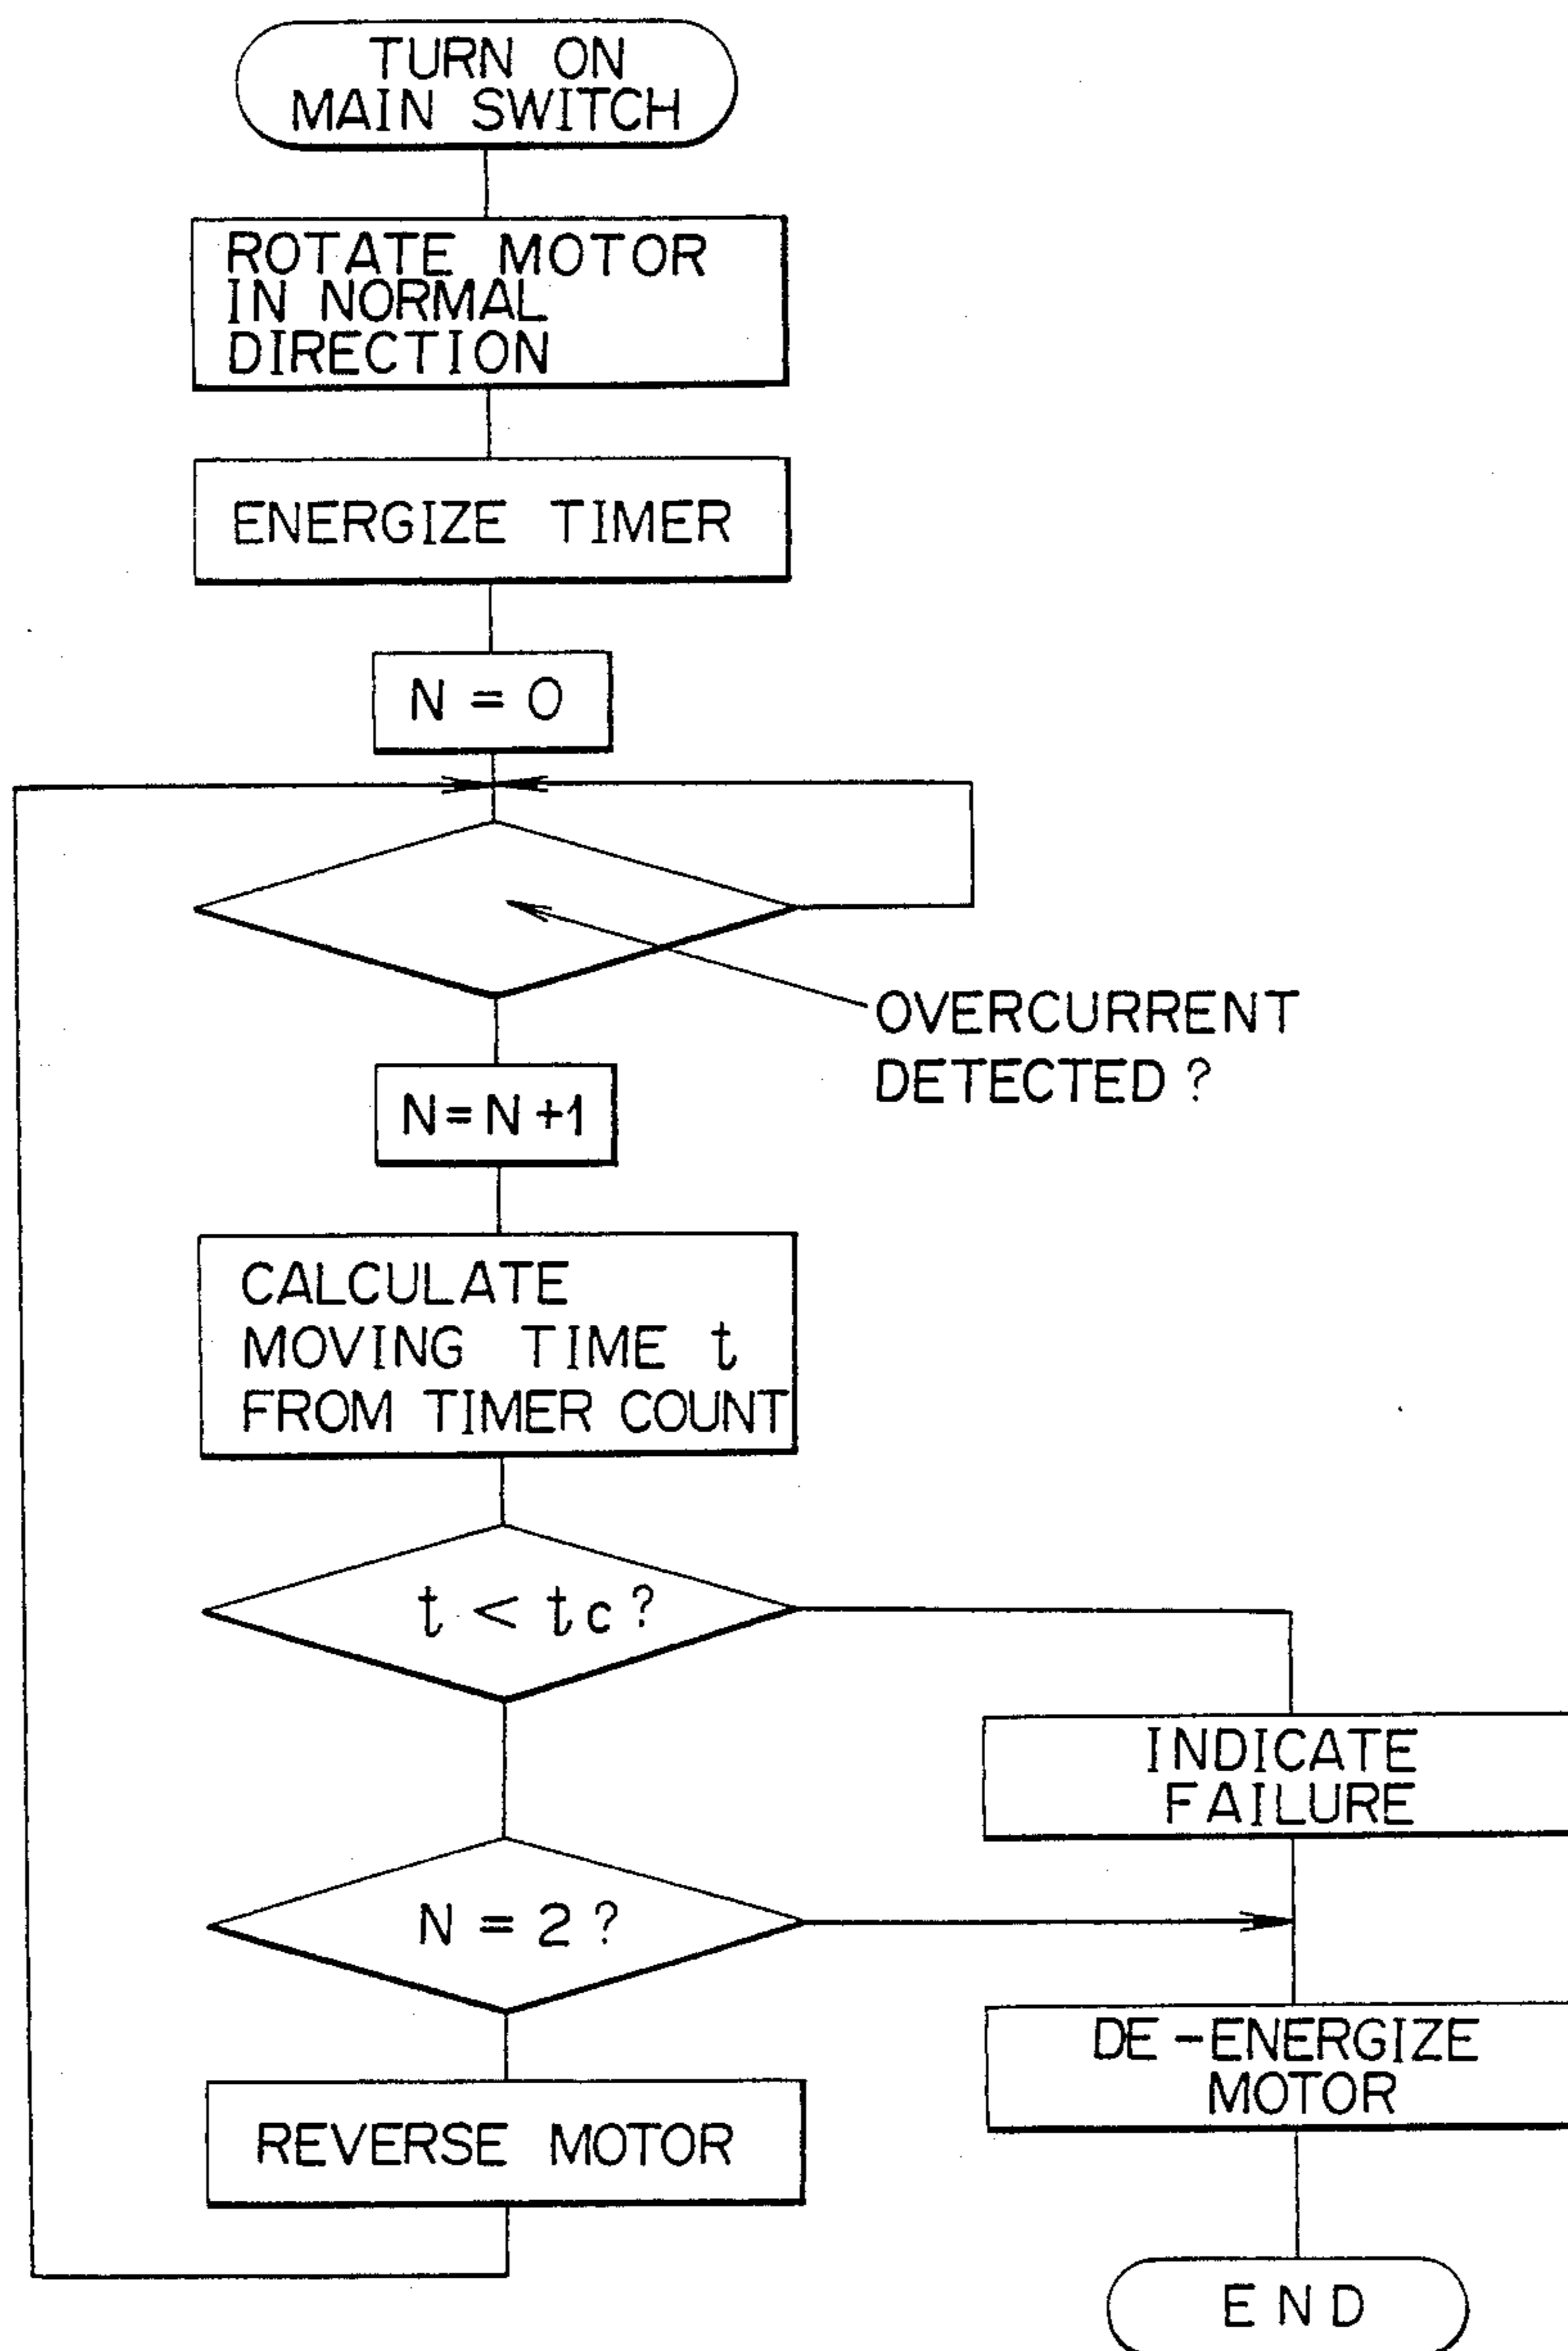 TURN ON
MAIN SWITCH
ROTATE MOTOR
IN NORMAL
DIRECTION
ENERGIZE TIMER
N = 0
OVERCURRENT
DETECTED ?
N = N + 1
CALCULATE
MOVING TIME t
FROM TIMER COUNT
t < tc ?
INDICATE
FAILURE
N = 2 ?
DE-ENERGIZE
MOTOR
REVERSE MOTOR
END